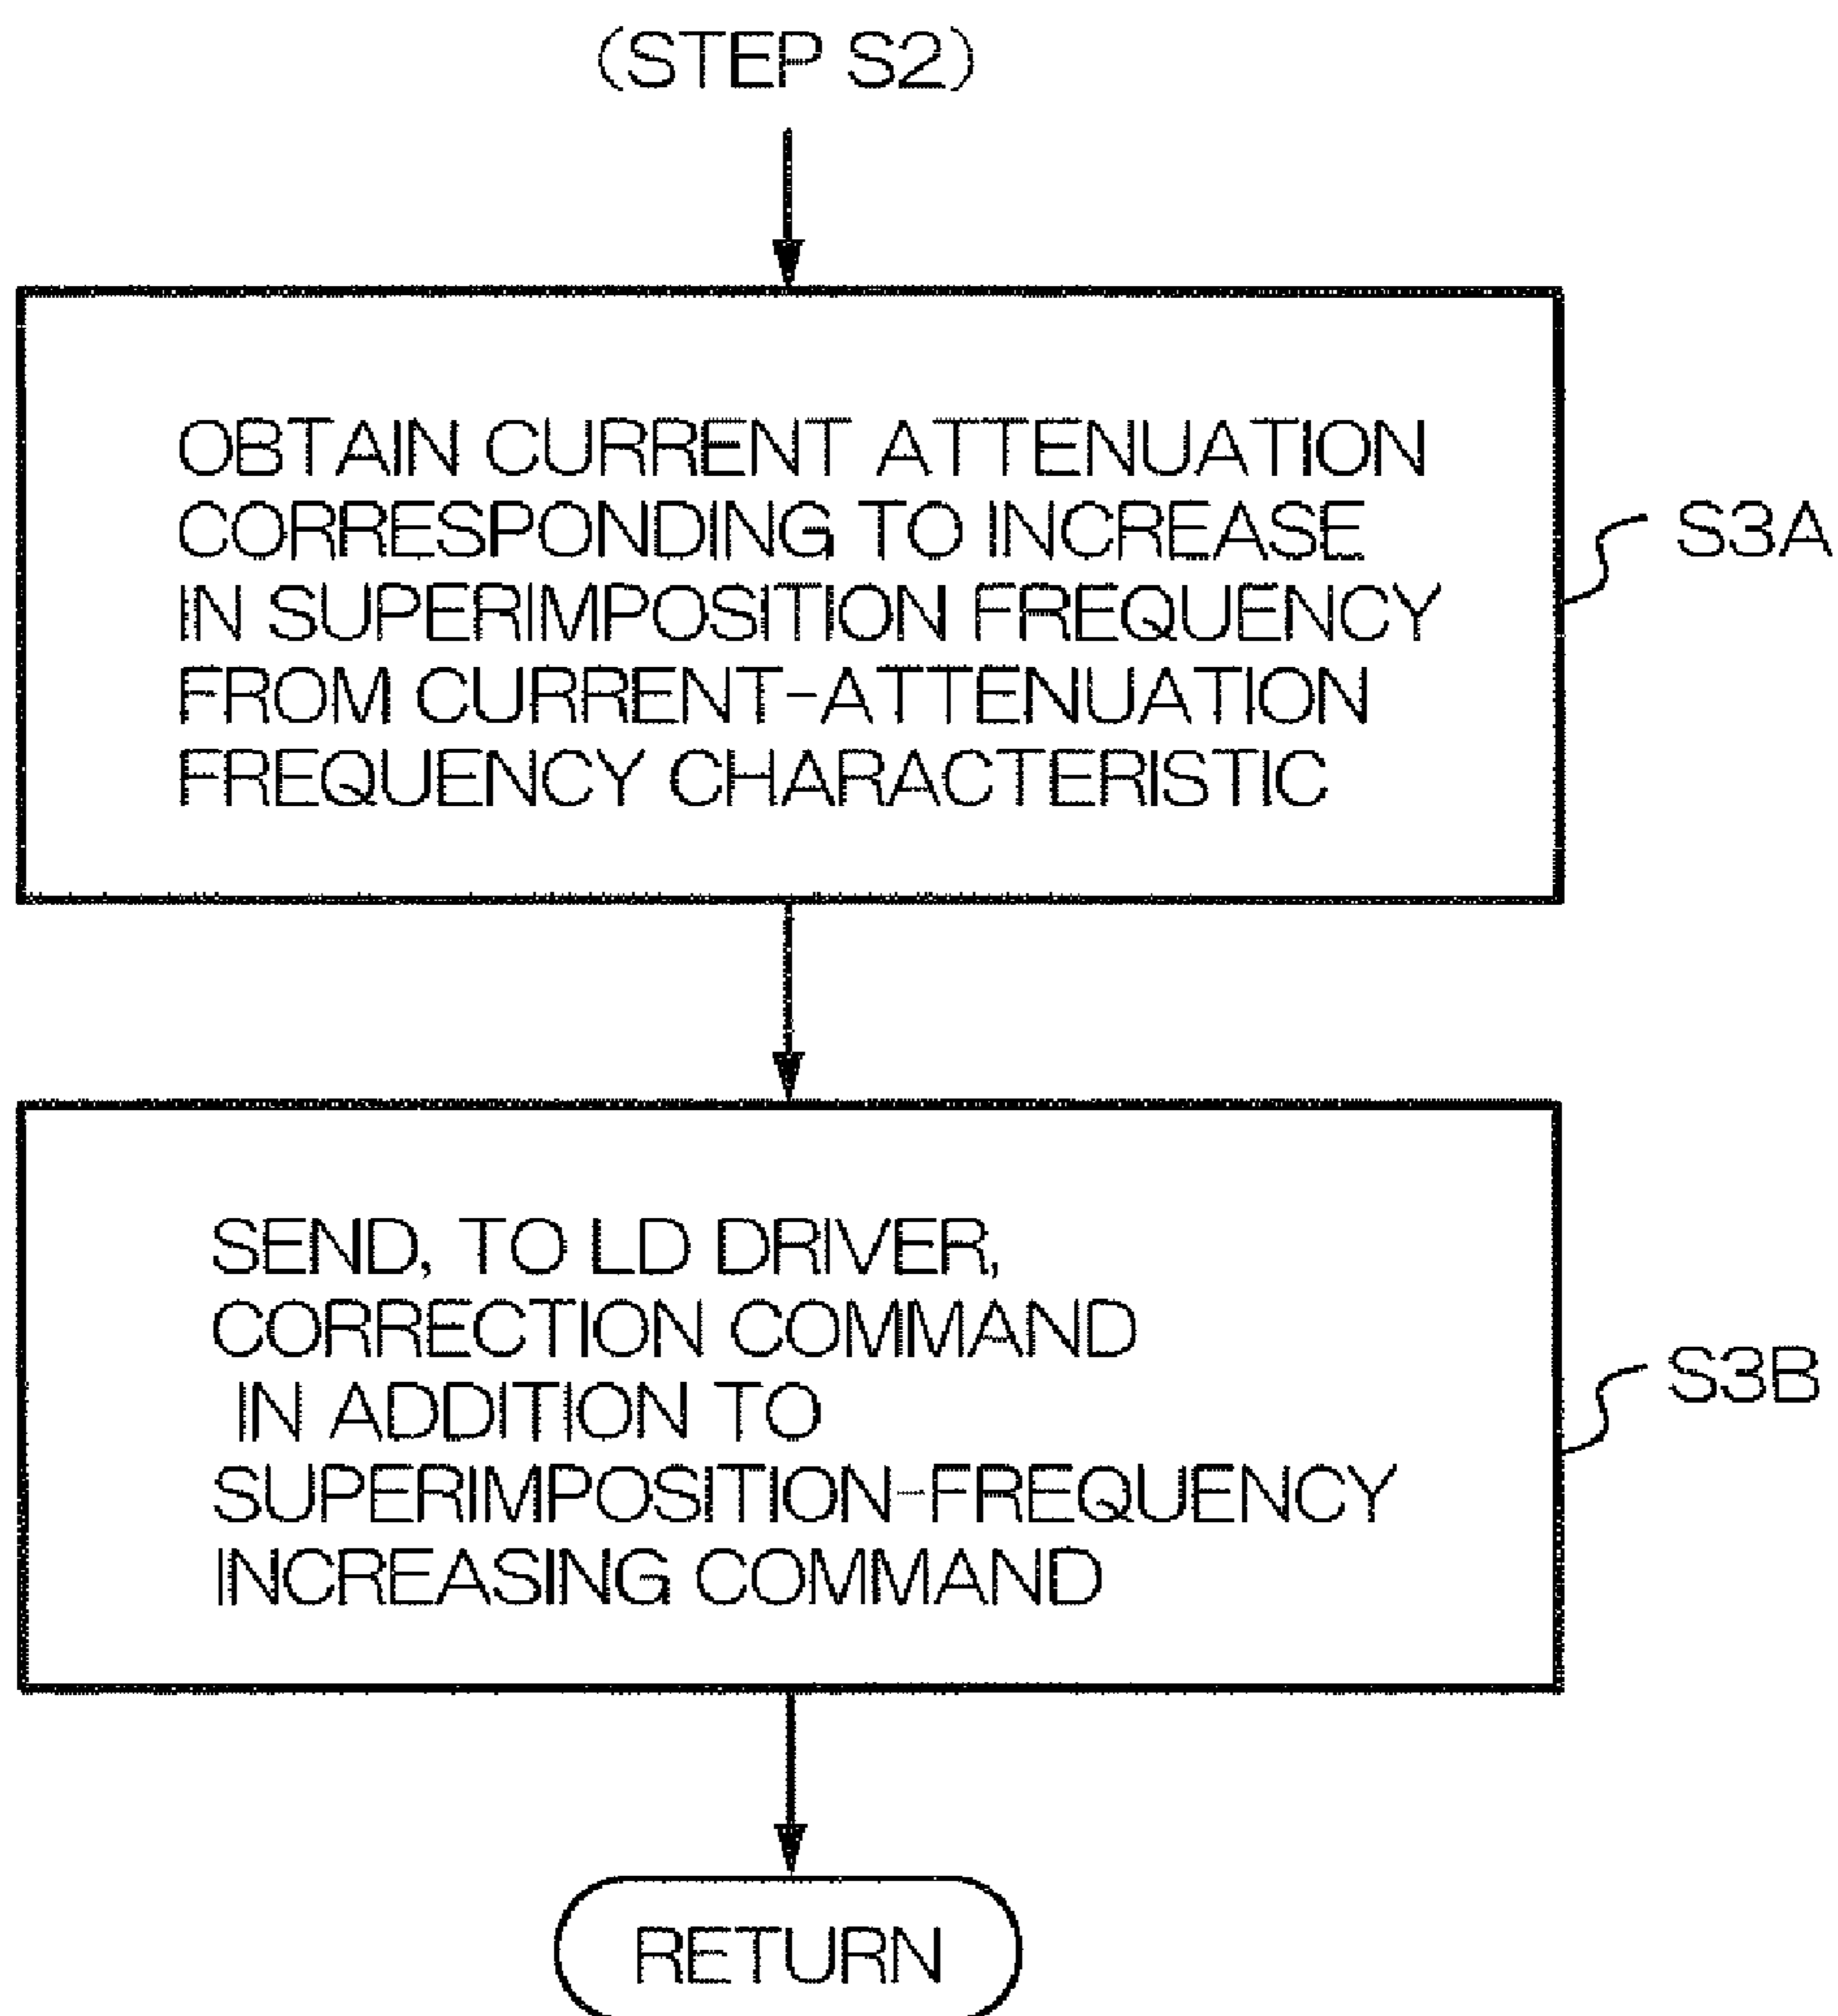 (STEP S2)
OBTAIN CURRENT ATTENUATION
CORRESPONDING TO INCREASE
IN SUPERIMPOSITION FREQUENCY
FROM CURRENT-ATTENUATION
FREQUENCY CHARACTERISTIC
S3A
SEND, TO LD DRIVER,
CORRECTION COMMAND
IN ADDITION TO
SUPERIMPOSITION-FREQUENCY
INCREASING COMMAND
S3B
RETURN